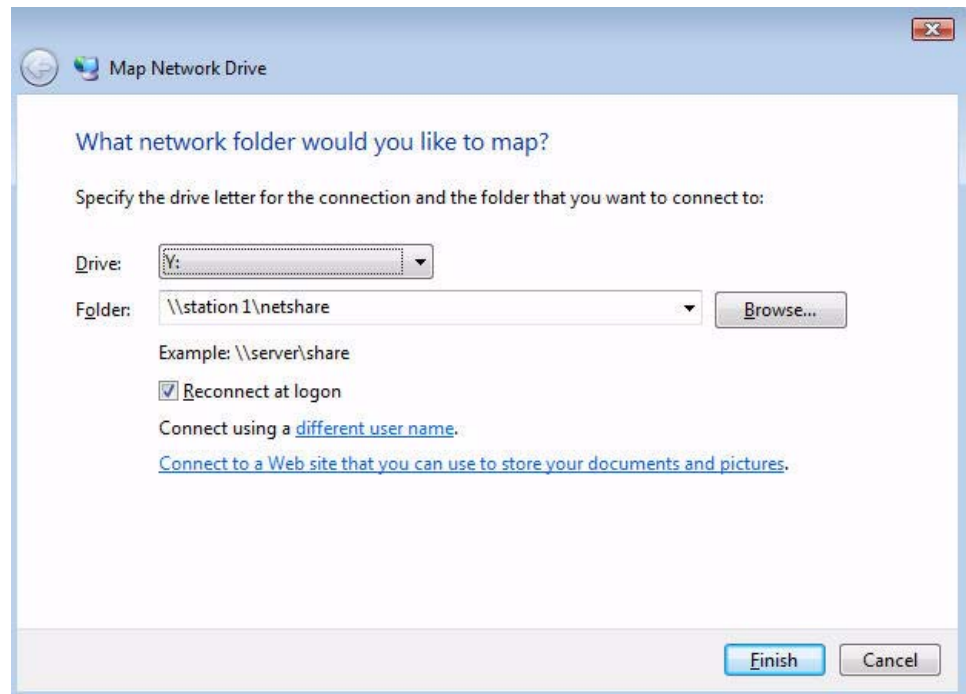 Map Network Drive
What network folder would you like to map?
Specify the drive letter for the connection and the folder that you want to connect to:
Drive: Y:
Folder: \\station 1\netshare Browse...
Example: \\server\share
Reconnect at logon
Connect using a different user name.
Connect to a Web site that you can use to store your documents and pictures.
Finish Cancel